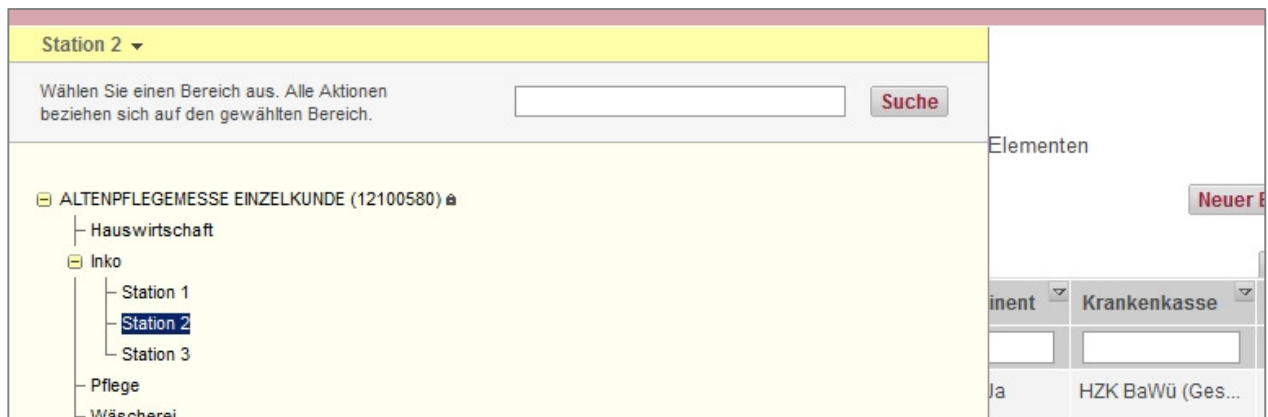 Station 2
Wählen Sie einen Bereich aus. Alle Aktionen
beziehen sich auf den gewählten Bereich.
Suche
Elementen
ALTENPFLEGEMESSE EINZELKUNDE (12100580)
Neuer
Hauswirtschaft
Inko
Station 1
inent
Krankenkasse
Station 2
Station 3
Pflege
Ja
HZK BaWü (Ges...
Wäscherei